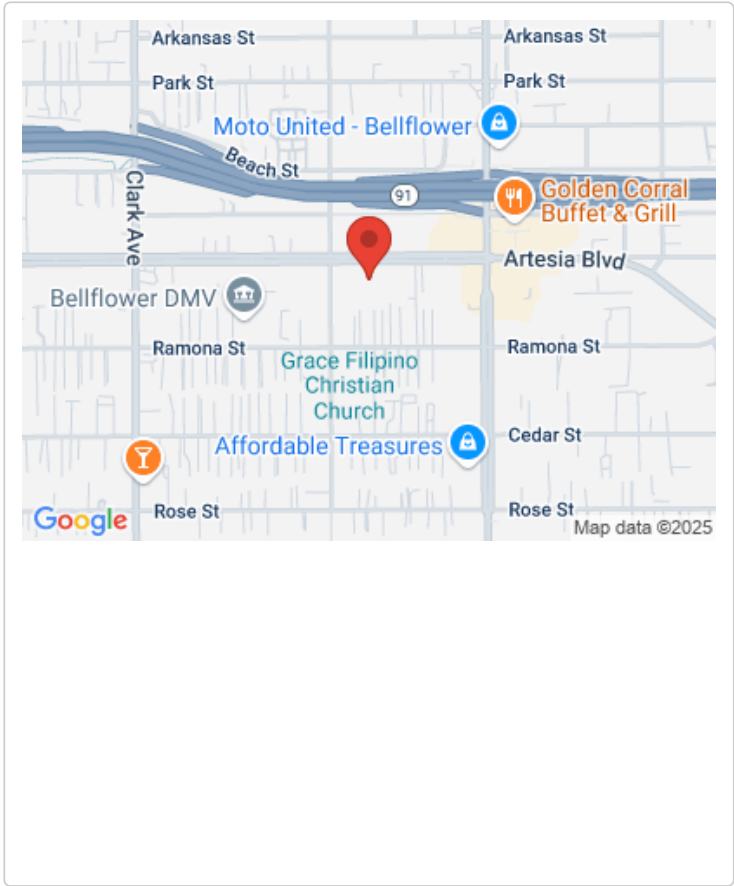 Arkansas St
Arkansas St
Park St
Park St
Moto United - Bellflower
Beach St
91
Golden Corral
Buffet & Grill
Clark Ave
Artesia Blvd
Bellflower DMV
Ramona St
Ramona St
Grace Filipino
Christian
Church
Affordable Treasures
Cedar St
Rose St
Rose St
Google
Map data ©2025